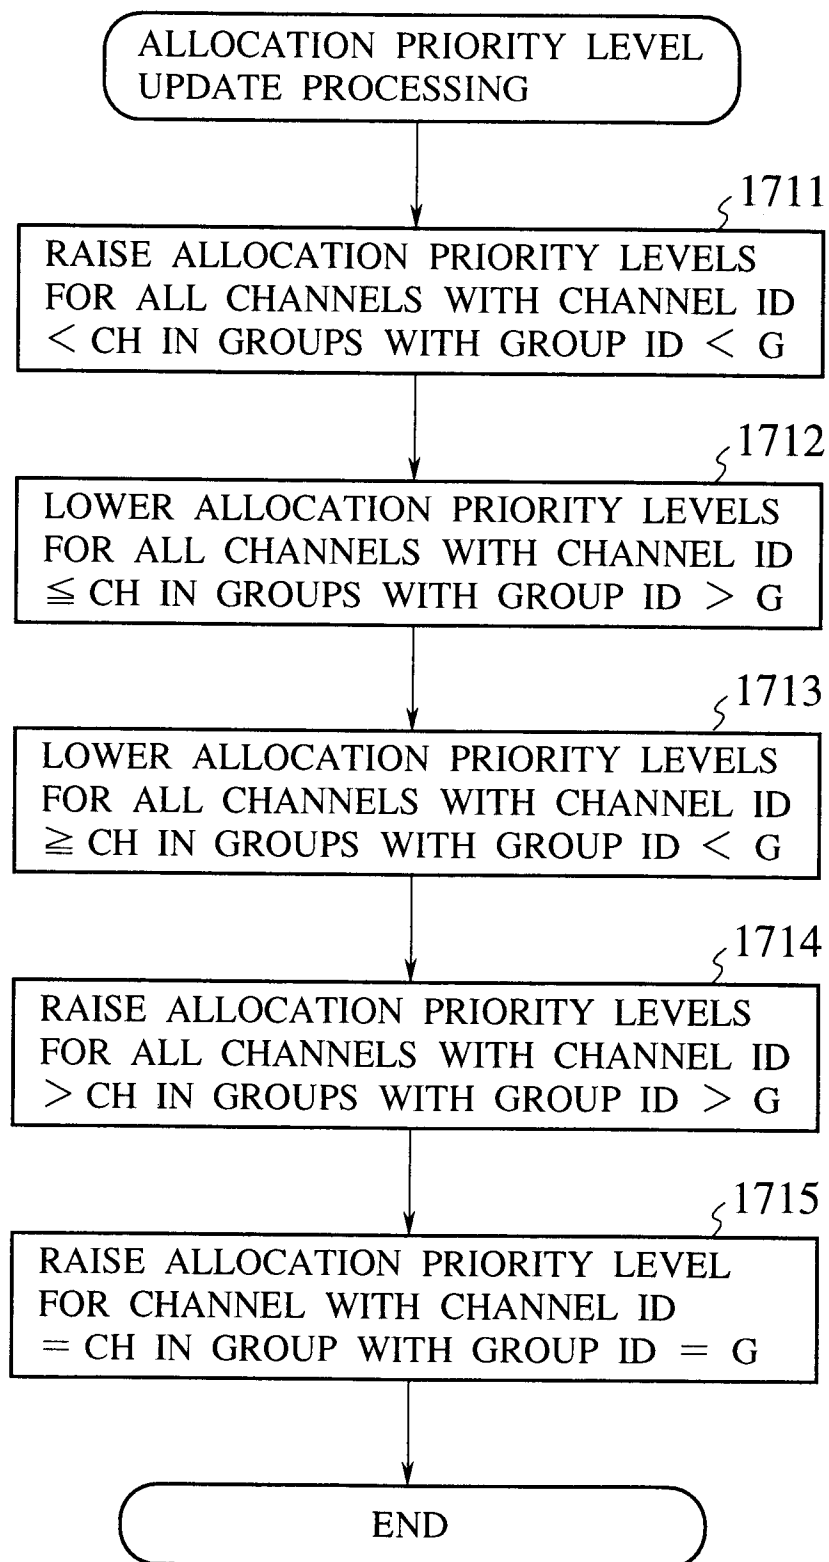 ALLOCATION PRIORITY LEVEL
UPDATE PROCESSING
1711
RAISE ALLOCATION PRIORITY LEVELS
FOR ALL CHANNELS WITH CHANNEL ID
< CH IN GROUPS WITH GROUP ID < G
1712
LOWER ALLOCATION PRIORITY LEVELS
FOR ALL CHANNELS WITH CHANNEL ID
≦ CH IN GROUPS WITH GROUP ID > G
1713
LOWER ALLOCATION PRIORITY LEVELS
FOR ALL CHANNELS WITH CHANNEL ID
≧ CH IN GROUPS WITH GROUP ID < G
1714
RAISE ALLOCATION PRIORITY LEVELS
FOR ALL CHANNELS WITH CHANNEL ID
> CH IN GROUPS WITH GROUP ID > G
1715
RAISE ALLOCATION PRIORITY LEVEL
FOR CHANNEL WITH CHANNEL ID
= CH IN GROUP WITH GROUP ID = G
END